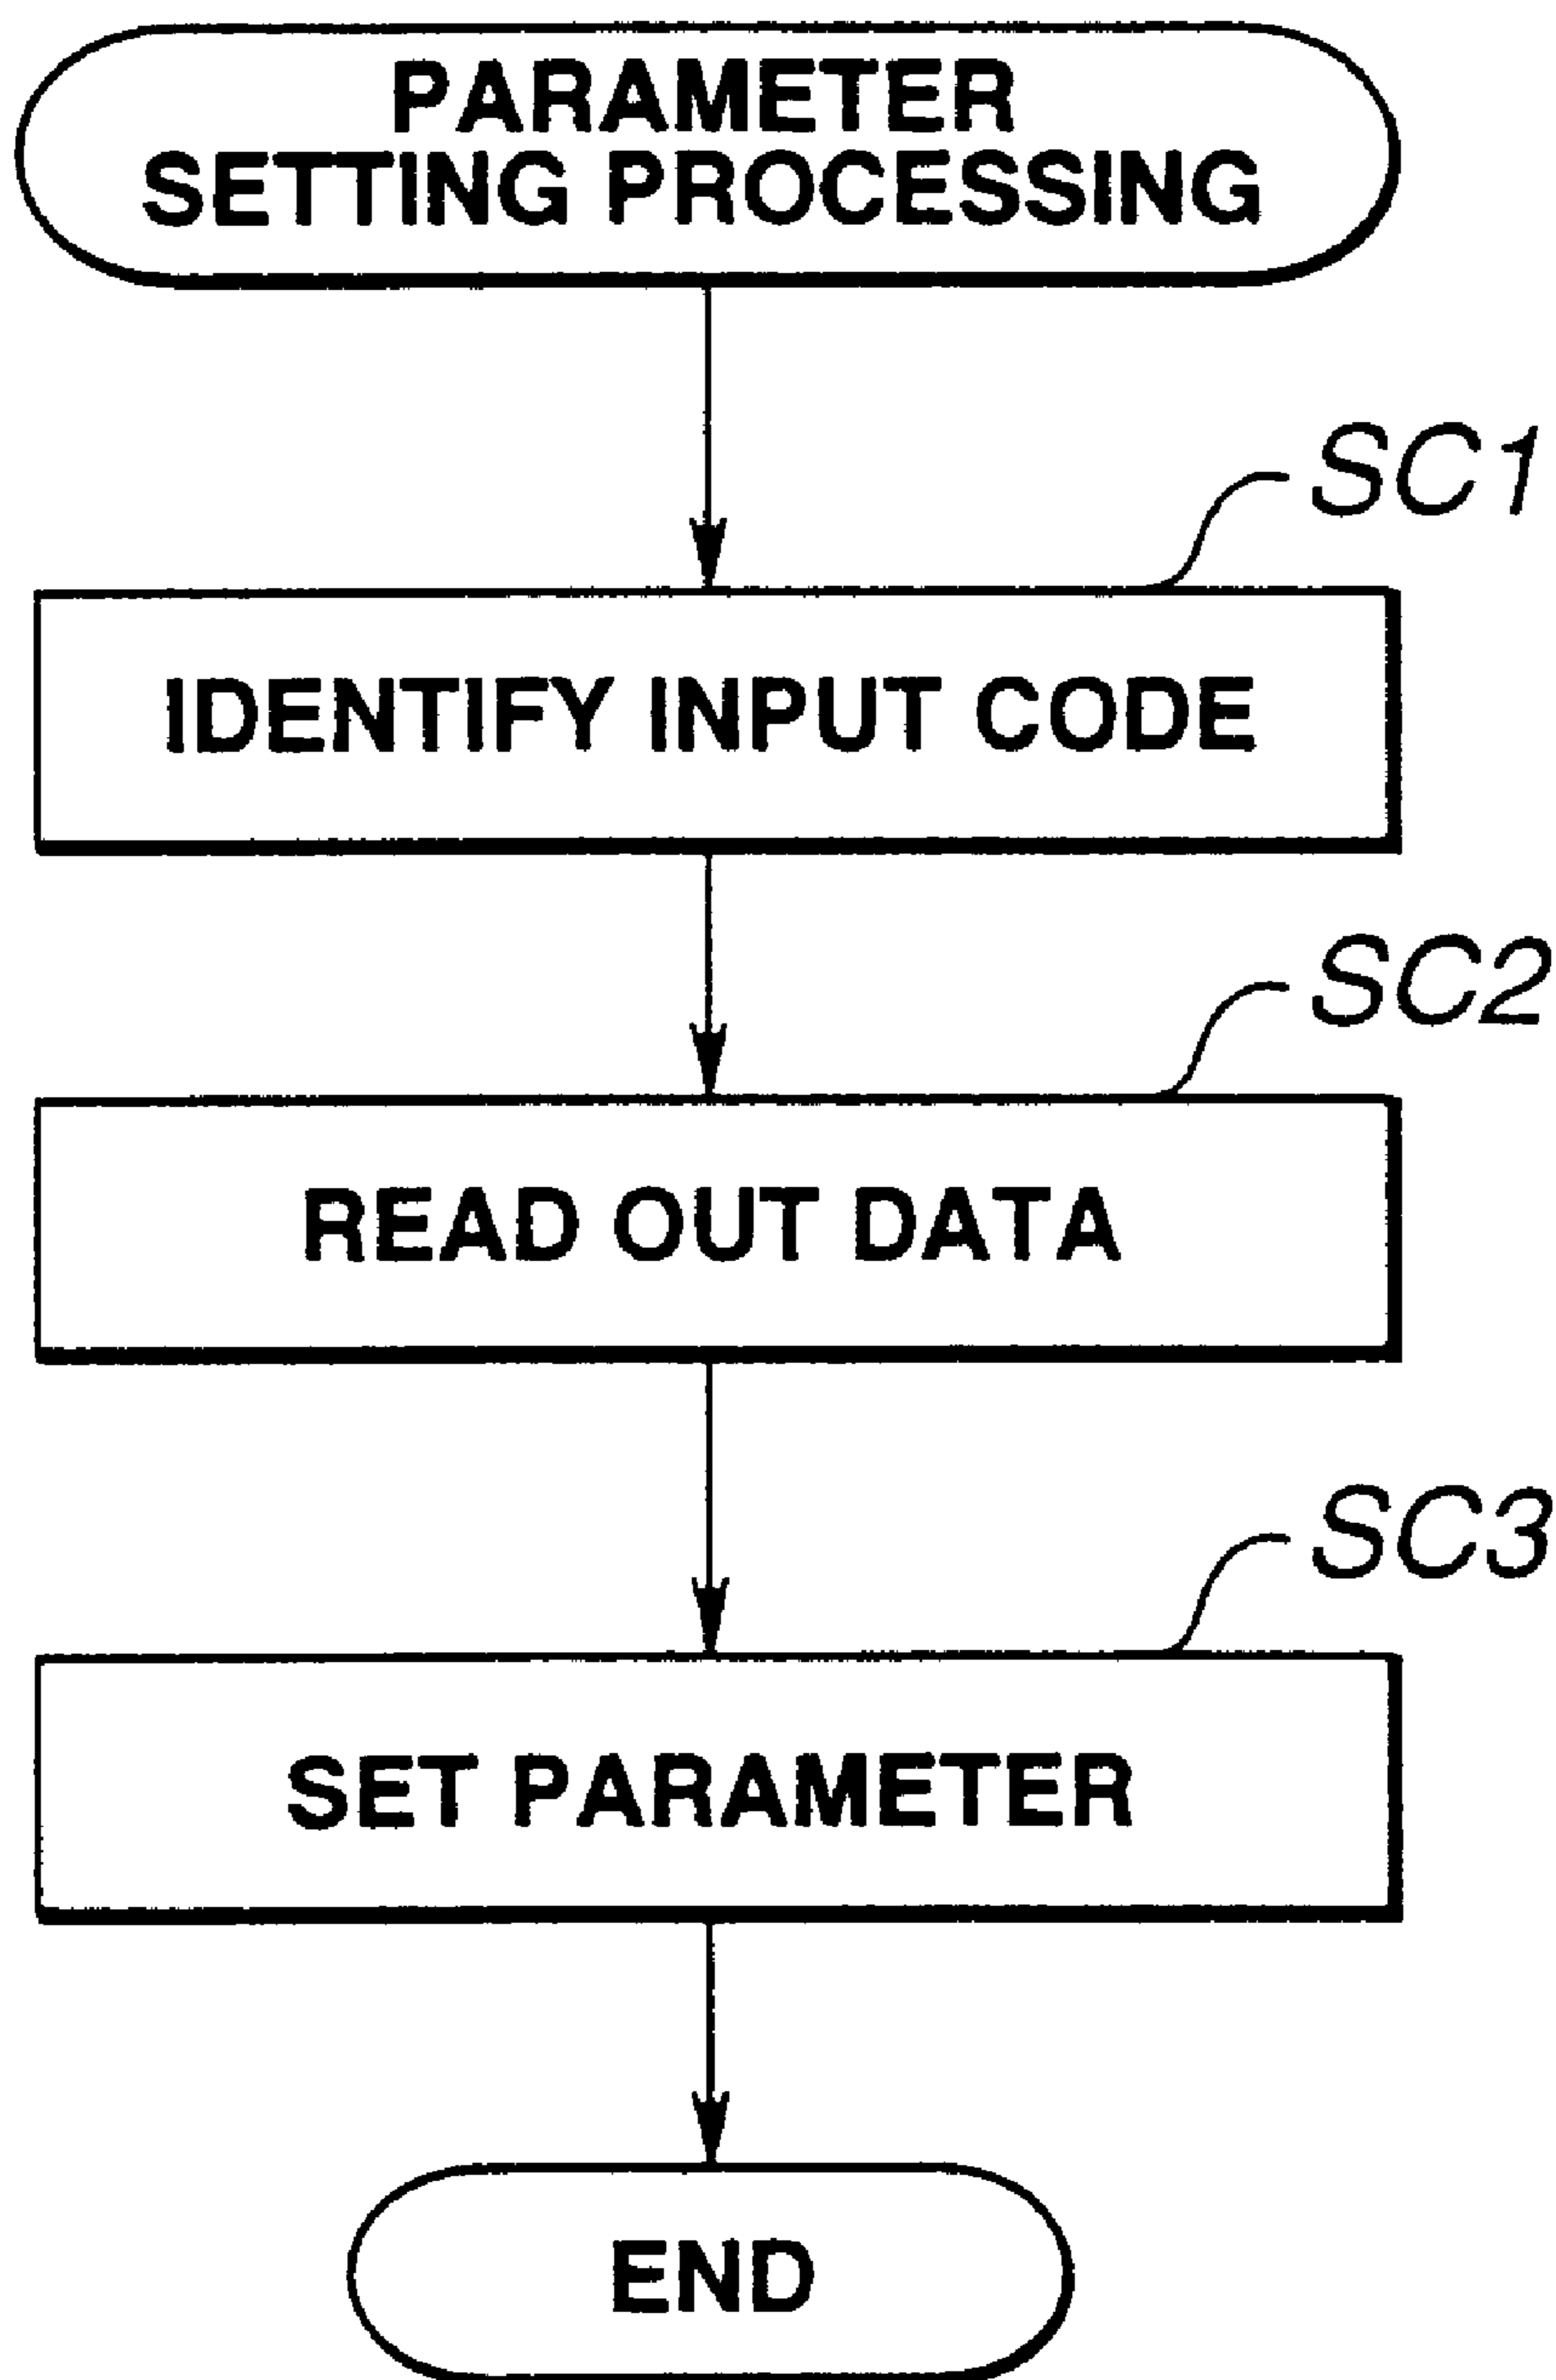 PARAMETER
SETTING PROCESSING
SC1
IDENTIFY INPUT CODE
SC2
READ OUT DATA
SC3
SET PARAMETER
END